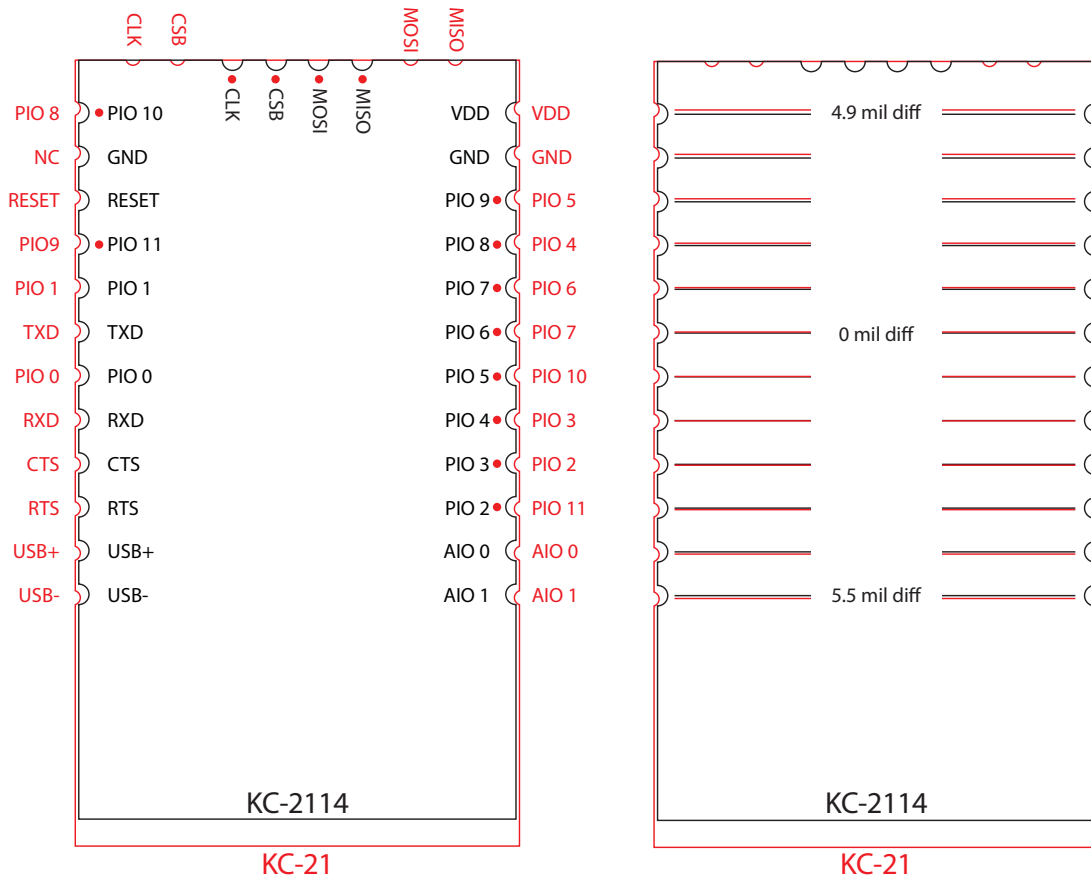 CLK CSB MOSI MISO
CLK CSB MOSI MISO
PIO 8 PIO 10 VDD VDD 4.9 mil diff
NC GND GND GND
RESET RESET PIO 9 PIO 5
PIO9 PIO 11 PIO 8 PIO 4
PIO 1 PIO 1 PIO 7 PIO 6
TXD TXD PIO 6 PIO 7 0 mil diff
PIO 0 PIO 0 PIO 5 PIO 10
RXD RXD PIO 4 PIO 3
CTS CTS PIO 3 PIO 2
RTS RTS PIO 2 PIO 11
USB+ USB+ AIO 0 AIO 0
USB- USB- AIO 1 AIO 1 5.5 mil diff
KC-2114 KC-2114
KC-21 KC-21